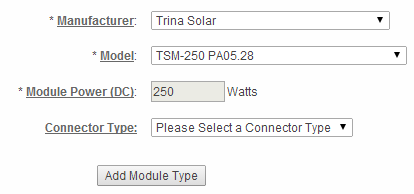 * Manufacturer: Trina Solar
* Model: TSM-250 PA05.28
* Module Power (DC): 250 Watts
Connector Type: Please Select a Connector Type
Add Module Type